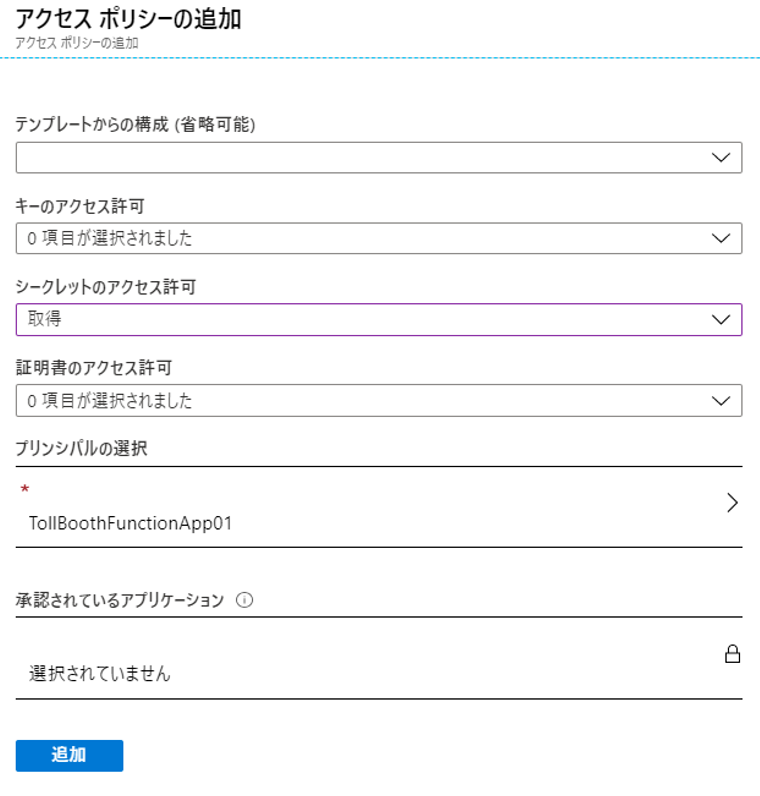 アクセス ポリシーの追加
アクセス ポリシーの追加
テンプレートからの構成 (省略可能)
キーのアクセス許可
0 項目が選択されました
シークレットのアクセス許可
取得
証明書のアクセス許可
0 項目が選択されました
プリンシパルの選択
*
TollBoothFunctionApp01
承認されているアプリケーション
選択されていません
追加